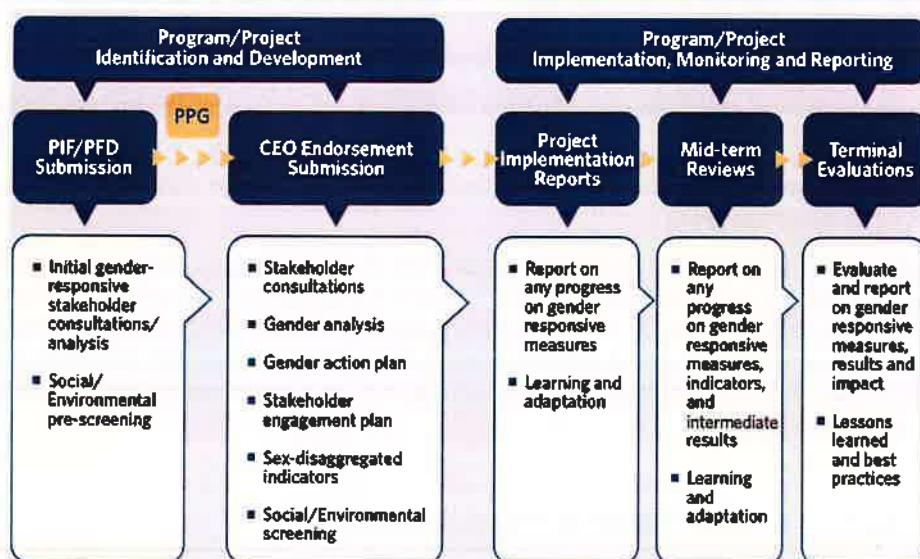 Program/Project
Identification and Development
Program/Project
Implementation, Monitoring and Reporting
PIF/PFD
Submission
PPG
CEO Endorsement
Submission
Project
Implementation
Reports
Mid-term
Reviews
Terminal
Evaluations
■ Initial gender-
responsive
stakeholder
consultations/
analysis
■ Social/
Environmental
pre-screening
■ Stakeholder
consultations
■ Gender analysis
■ Gender action plan
■ Stakeholder
engagement plan
■ Sex-disaggregated
indicators
■ Social/Environmental
screening
■ Report on
any progress
on gender
responsive
measures
■ Learning and
adaptation
■ Report on
any
progress
on gender
responsive
measures,
indicators,
and
intermediate
results
■ Learning
and
adaptation
■ Evaluate
and report
on gender
responsive
measures,
results and
impact
■ Lessons
learned
and best
practices